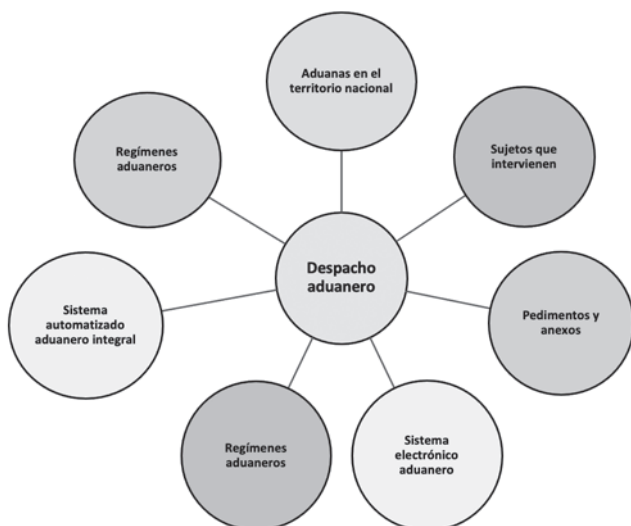 Aduanas en el
territorio nacional
Regímenes
aduaneros
Sujetos que
intervienen
Despacho
aduanero
Sistema
automatizado
aduanero integral
Pedimentos y
anexos
Regímenes
aduaneros
Sistema
electrónico
aduanero